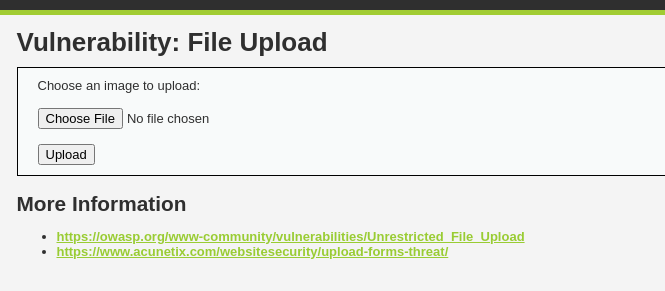 Vulnerability: File Upload
Choose an image to upload:
Choose File No file chosen
Upload
More Information
https://owasp.org/www-community/vulnerabilities/Unrestricted_File_Upload
https://www.acunetix.com/websitesecurity/upload-forms-threat/